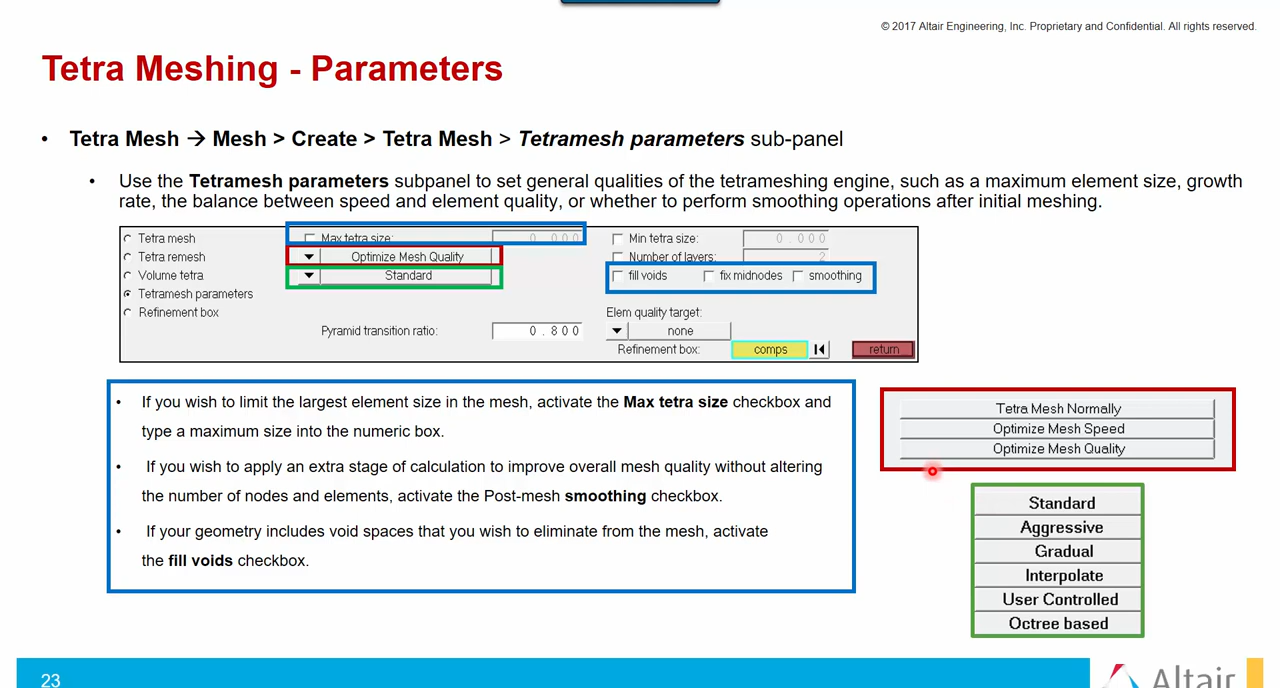 © 2017 Altair Engineering, Inc. Proprietary and Confidential. All rights reserved.
Tetra Meshing - Parameters
• Tetra Mesh → Mesh > Create > Tetra Mesh > Tetramesh parameters sub-panel
• Use the Tetramesh parameters subpanel to set general qualities of the tetrameshing engine, such as a maximum element size, growth
rate, the balance between speed and element quality, or whether to perform smoothing operations after initial meshing.
Tetra mesh
Tetra remesh
Volume tetra
Tetramesh parameters
Refinement box
Max tetra size: 0.000
Optimize Mesh Quality
Standard
Pyramid transition ratio: 0.800
Min tetra size: 0.000
Number of layers: 2
fill voids fix midnodes smoothing
Elem quality target:
none
Refinement box: comps return
• If you wish to limit the largest element size in the mesh, activate the Max tetra size checkbox and
type a maximum size into the numeric box.
• If you wish to apply an extra stage of calculation to improve overall mesh quality without altering
the number of nodes and elements, activate the Post-mesh smoothing checkbox.
• If your geometry includes void spaces that you wish to eliminate from the mesh, activate
the fill voids checkbox.
Tetra Mesh Normally
Optimize Mesh Speed
Optimize Mesh Quality
Standard
Aggressive
Gradual
Interpolate
User Controlled
Octree based
23
Altair